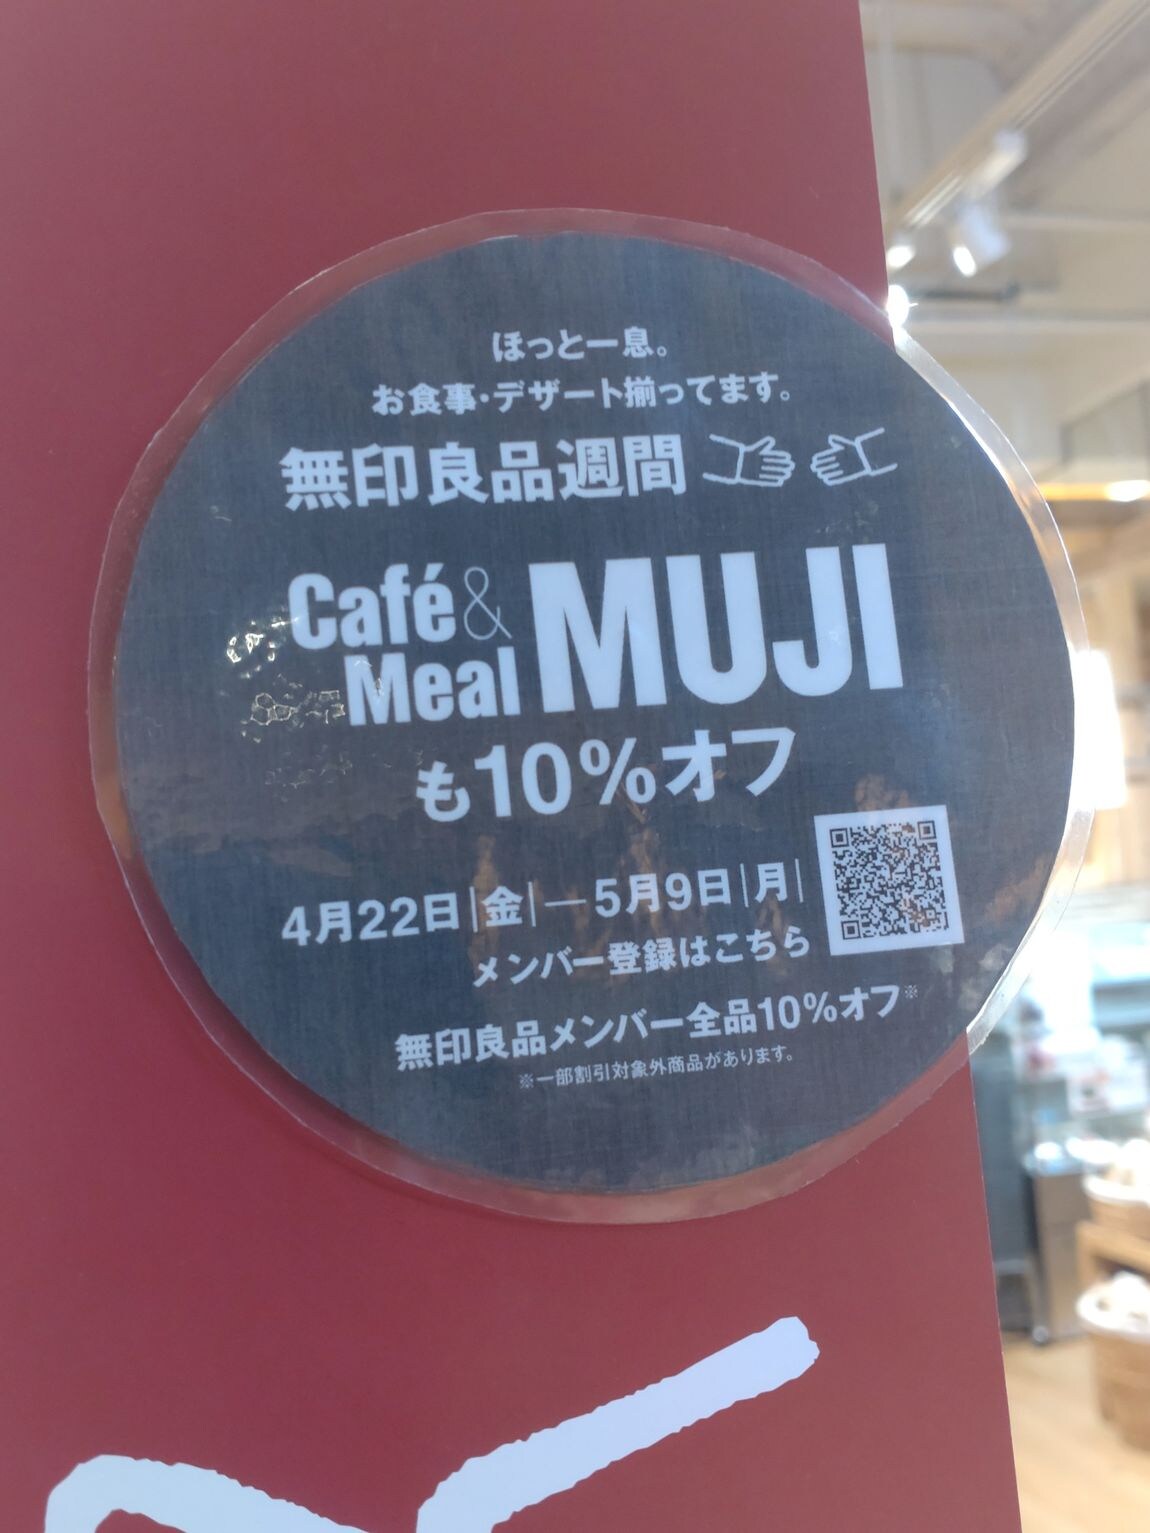 ほっと一息。
お食事・デザート揃ってます。
無印良品週間
Café & Meal MUJI
も10%オフ
4月22日|金|—5月9日|月|
メンバー登録はこちら
無印良品メンバー全品10%オフ※
※一部割引対象外商品があります。